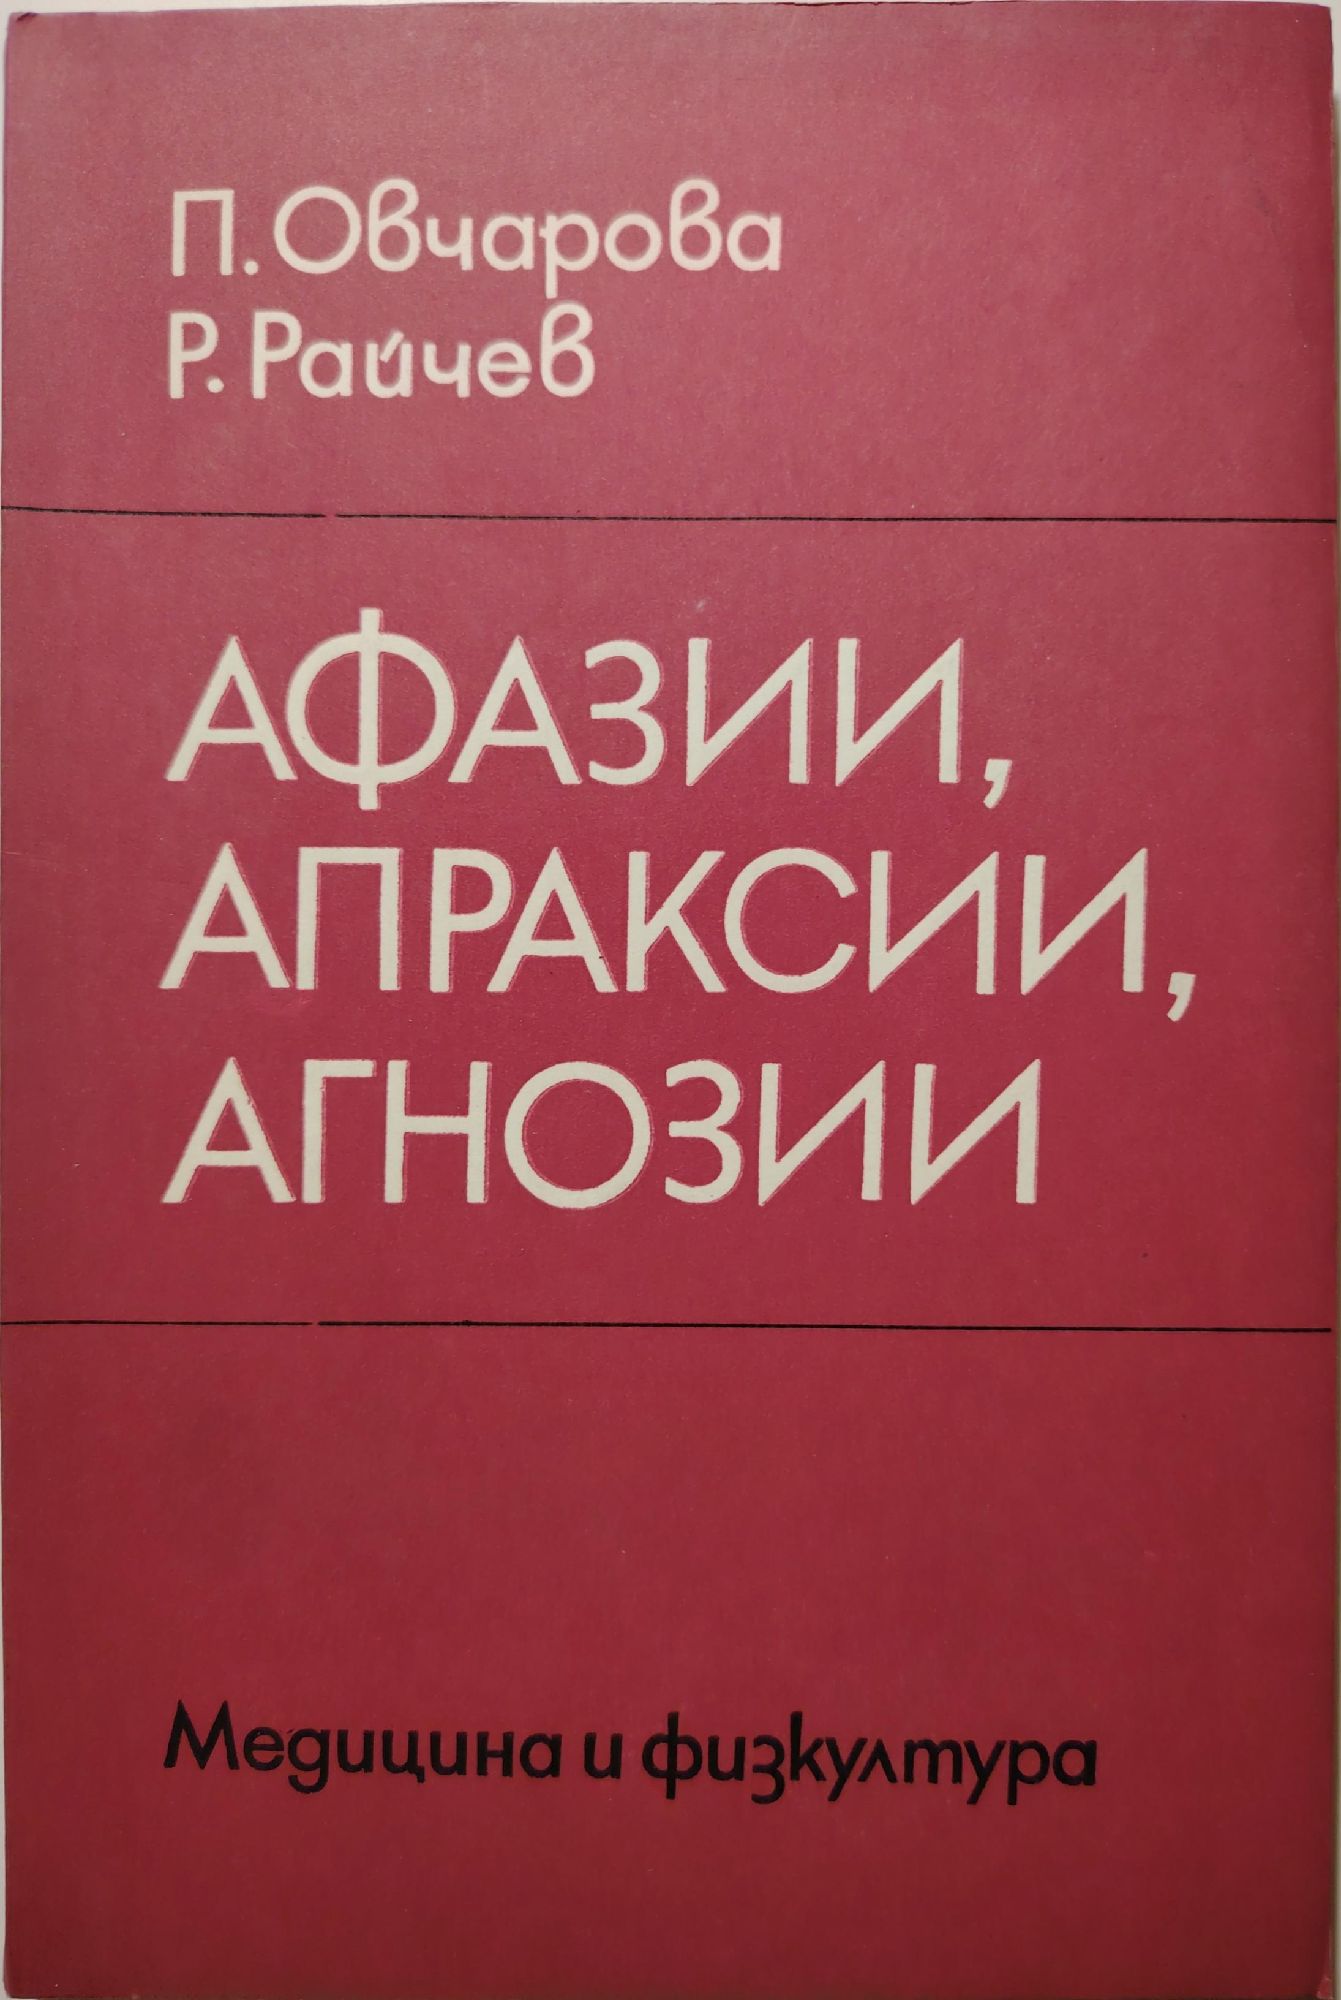 П. Овчарова
Р. Райчев
АФАЗИИ,
АПРАКСИИ,
АГНОЗИИ
Медицина и физкултура